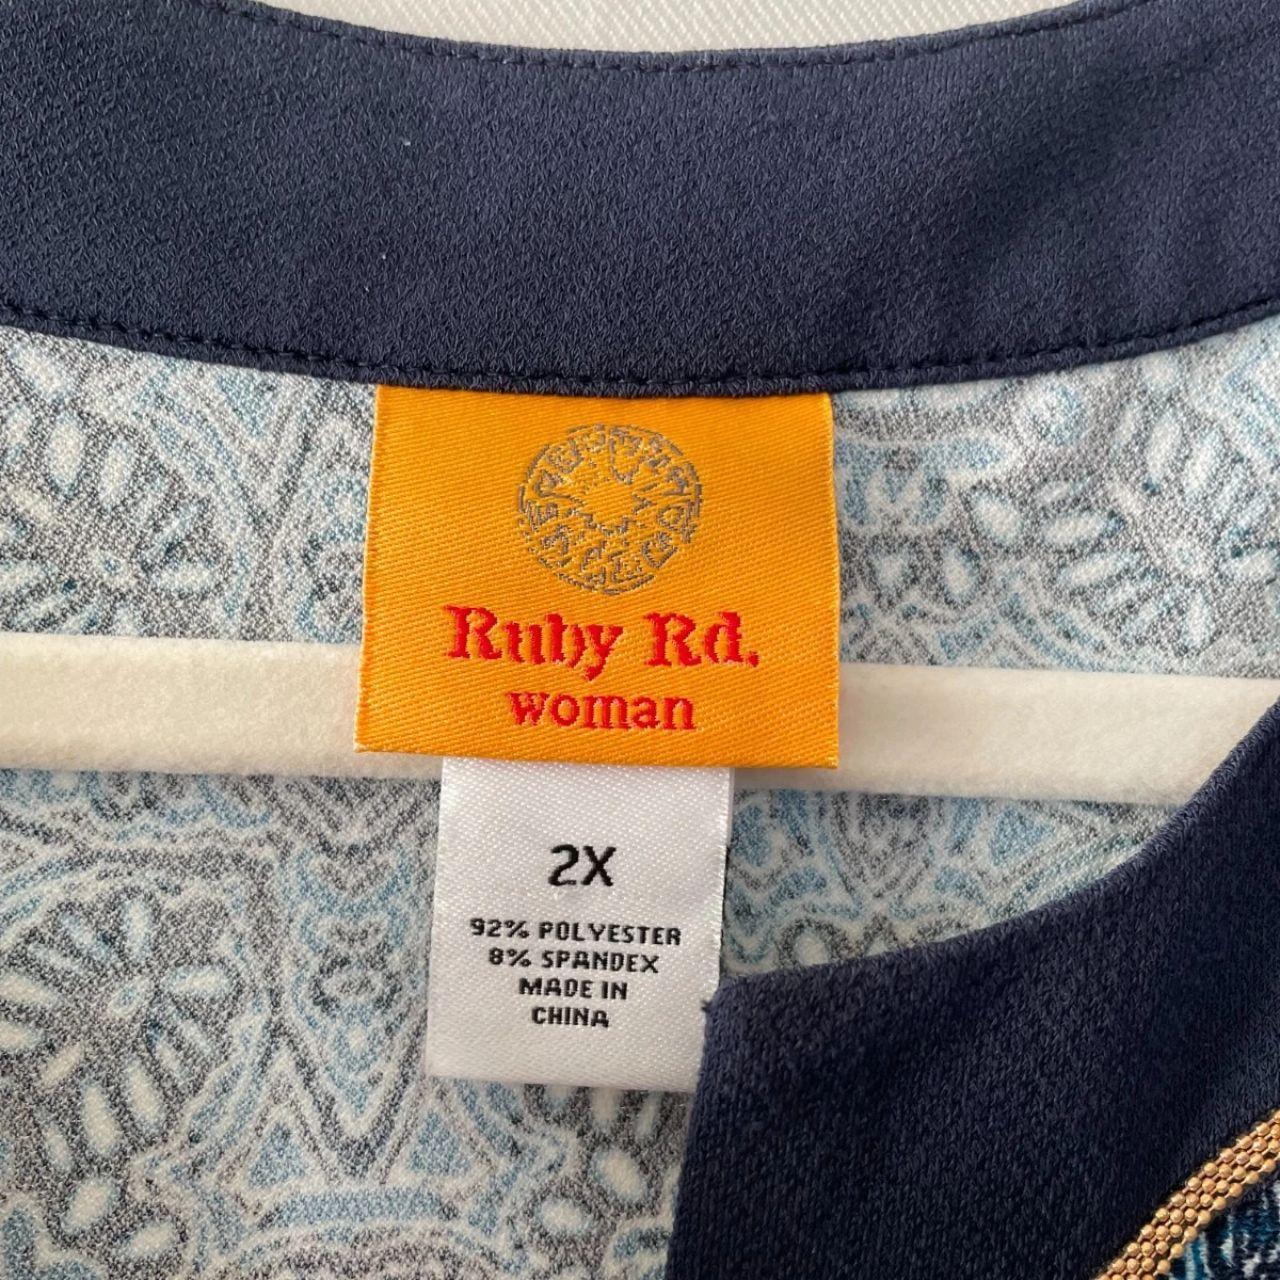 Ruby Rd.
woman
2X
92% POLYESTER
8% SPANDEX
MADE IN
CHINA